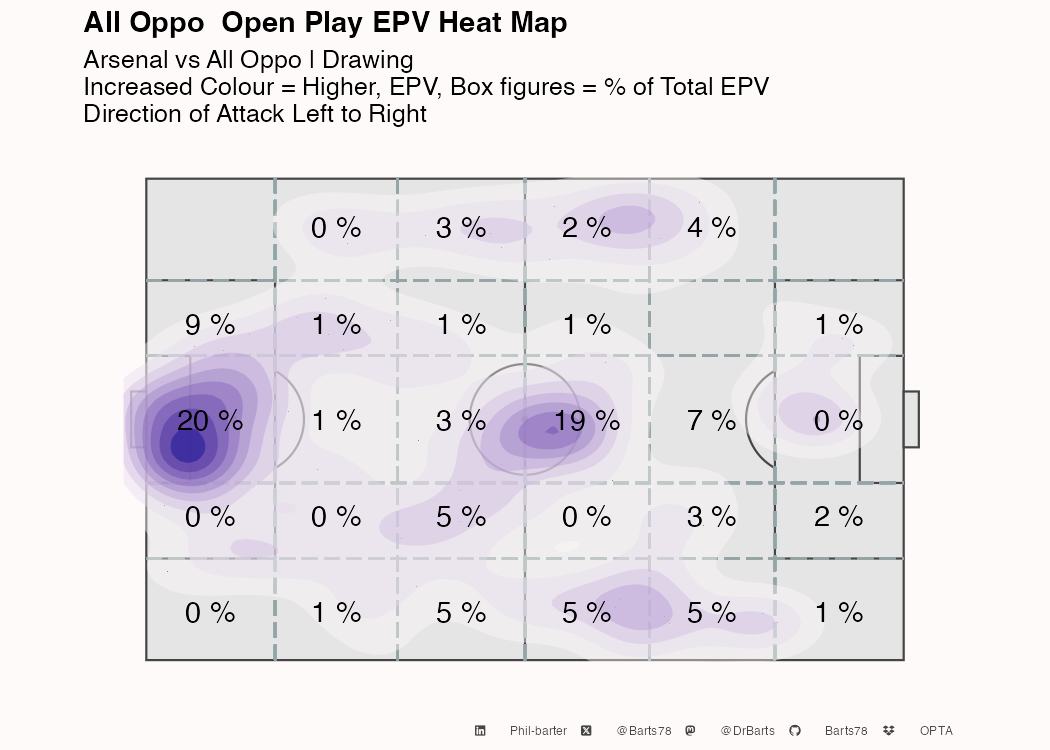 All Oppo  Open Play EPV Heat Map
Arsenal vs All Oppo | Drawing
Increased Colour = Higher, EPV, Box figures = % of Total EPV
Direction of Attack Left to Right
0 % 3 % 2 % 4 %
9 % 1 % 1 % 1 % 1 %
20 % 1 % 3 % 19 % 7 % 0 %
0 % 0 % 5 % 0 % 3 % 2 %
0 % 1 % 5 % 5 % 5 % 1 %
Phil-barter @Barts78 @DrBarts Barts78 OPTA